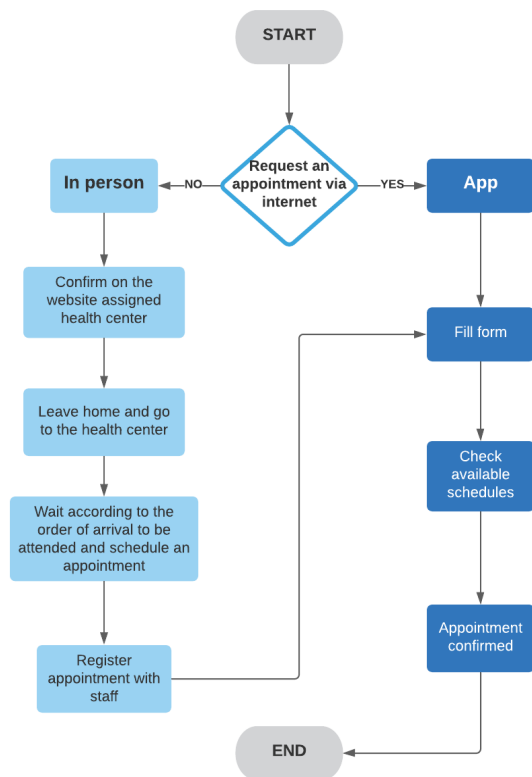 START
Request an
appointment via
internet
NO
YES
In person
App
Confirm on the
website assigned
health center
Fill form
Leave home and go
to the health center
Check
available
schedules
Wait according to the
order of arrival to be
attended and schedule an
appointment
Appointment
confirmed
Register
appointment with
staff
END